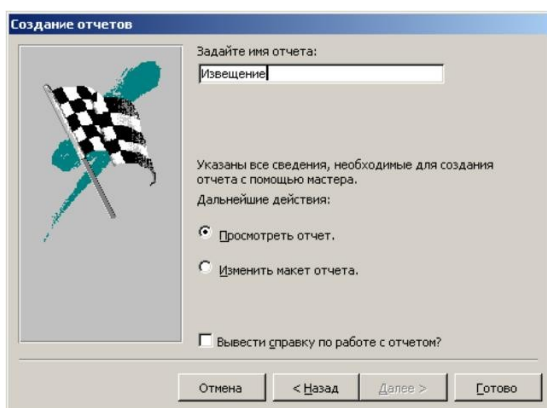 Создание отчетов
Задайте имя отчета:
Извещение
Указаны все сведения, необходимые для создания
отчета с помощью мастера.
Дальнейшие действия:
Просмотреть отчет.
Изменить макет отчета.
Вывести справку по работе с отчетом?
Отмена
< Назад
Далее >
Готово